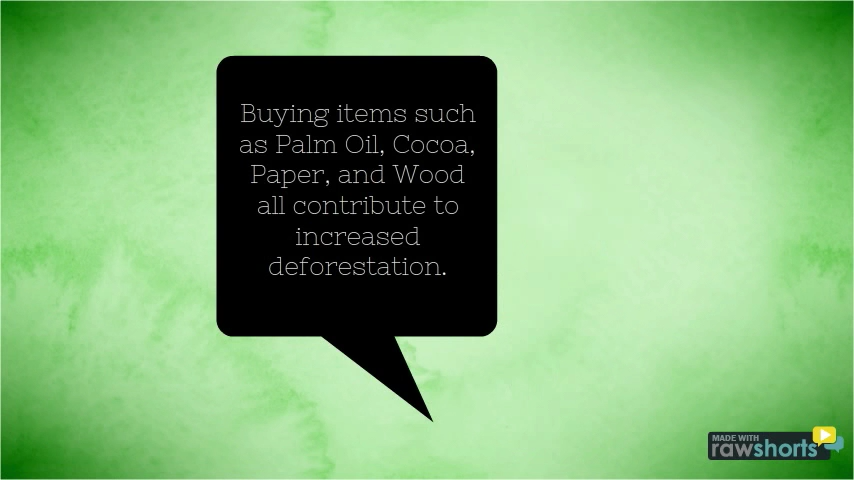 Buying items such
as Palm Oil, Cocoa,
Paper, and Wood
all contribute to
increased
deforestation.
MADE WITH
rawshorts